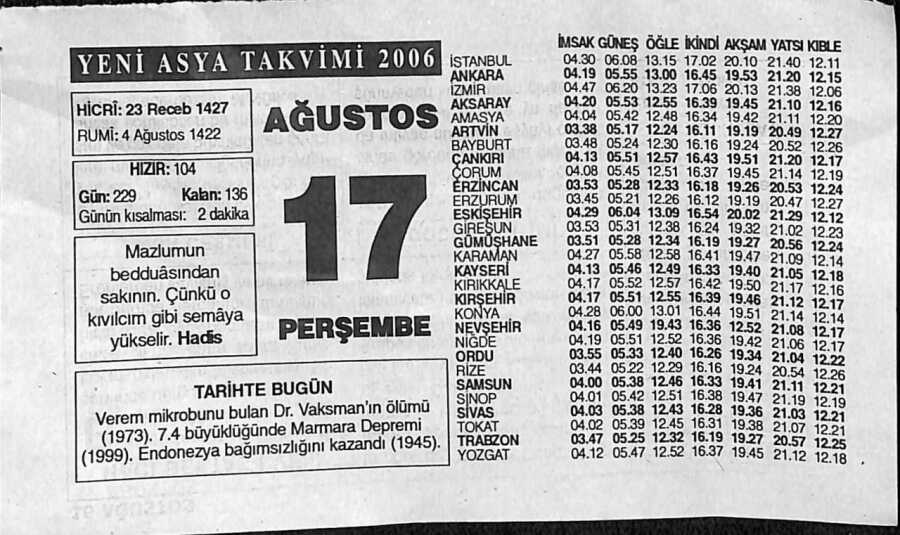 YENİ ASYA TAKVİMİ 2006
HİCRÎ: 23 Receb 1427
RUMÎ: 4 Ağustos 1422
HIZIR: 104
Gün: 229 Kalan: 136
Günün kısalması: 2 dakika
Mazlumun
bedduâsından
sakının. Çünkü o
kıvılcım gibi semâya
yükselir. Hadis
AĞUSTOS
17
PERŞEMBE
TARİHTE BUGÜN
Verem mikrobunu bulan Dr. Vaksman'ın ölümü
(1973). 7.4 büyüklüğünde Marmara Depremi
(1999). Endonezya bağımsızlığını kazandı (1945).
İMSAK GÜNEŞ ÖĞLE İKİNDİ AKŞAM YATSI KIBLE
İSTANBUL 04.30 06.08 13.15 17.02 20.10 21.40 12.11
ANKARA 04.19 05.55 13.00 16.45 19.53 21.20 12.15
İZMİR 04.47 06.20 13.23 17.06 20.13 21.38 12.06
AKSARAY 04.20 05.53 12.55 16.39 19.45 21.10 12.16
AMASYA 04.04 05.42 12.48 16.34 19.42 21.11 12.20
ARTVİN 03.38 05.17 12.24 16.11 19.19 20.49 12.27
BAYBURT 03.48 05.24 12.30 16.16 19.24 20.52 12.26
ÇANKIRI 04.13 05.51 12.57 16.43 19.51 21.20 12.17
ÇORUM 04.08 05.45 12.51 16.37 19.45 21.14 12.19
ERZİNCAN 03.53 05.28 12.33 16.18 19.26 20.53 12.24
ERZURUM 03.45 05.21 12.26 16.12 19.19 20.47 12.27
ESKİŞEHİR 04.29 06.04 13.09 16.54 20.02 21.29 12.12
GİRESUN 03.53 05.31 12.38 16.24 19.32 21.02 12.23
GÜMÜŞHANE 03.51 05.28 12.34 16.19 19.27 20.56 12.24
KARAMAN 04.27 05.58 12.58 16.41 19.47 21.09 12.14
KAYSERİ 04.13 05.46 12.49 16.33 19.40 21.05 12.18
KIRIKKALE 04.17 05.52 12.57 16.42 19.50 21.17 12.16
KIRŞEHİR 04.17 05.51 12.55 16.39 19.46 21.12 12.17
KONYA 04.28 06.00 13.01 16.44 19.51 21.14 12.14
NEVŞEHİR 04.16 05.49 19.43 16.36 12.52 21.08 12.17
NİĞDE 04.19 05.51 12.52 16.36 19.42 21.06 12.17
ORDU 03.55 05.33 12.40 16.26 19.34 21.04 12.22
RİZE 03.44 05.22 12.29 16.16 19.24 20.54 12.26
SAMSUN 04.00 05.38 12.46 16.33 19.41 21.11 12.21
SİNOP 04.01 05.42 12.51 16.38 19.47 21.19 12.19
SİVAS 04.03 05.38 12.43 16.28 19.36 21.03 12.21
TOKAT 04.02 05.39 12.45 16.31 19.38 21.07 12.21
TRABZON 03.47 05.25 12.32 16.19 19.27 20.57 12.25
YOZGAT 04.12 05.47 12.52 16.37 19.45 21.12 12.18